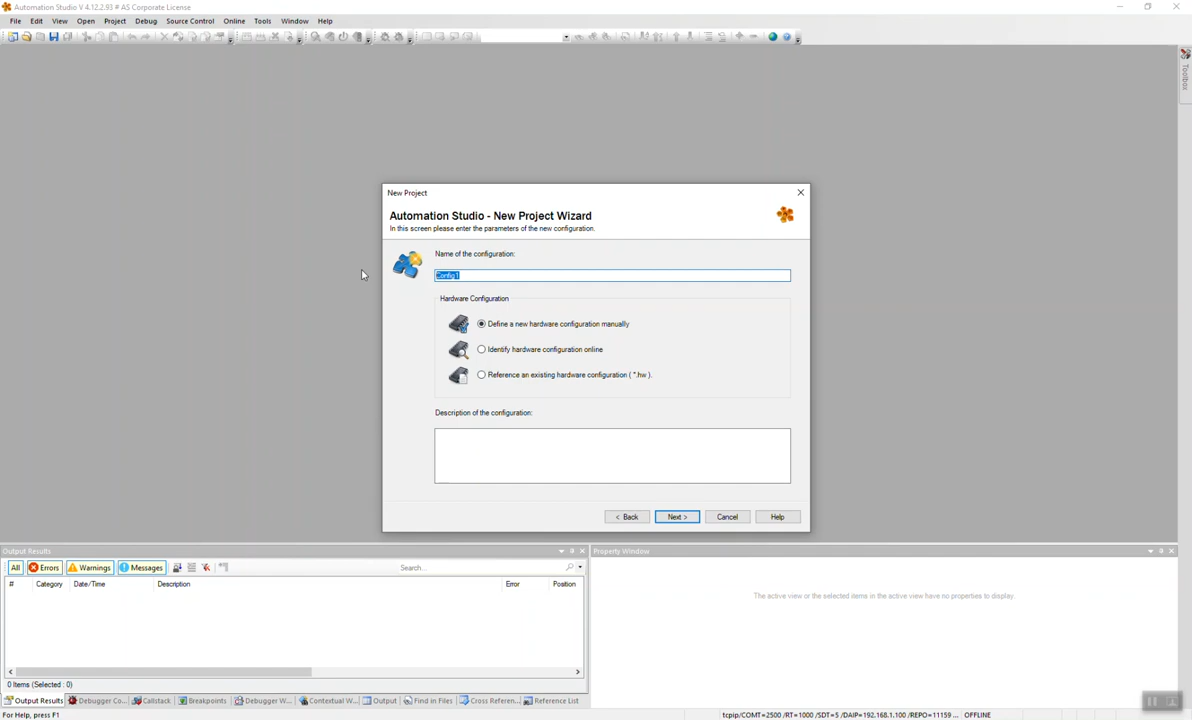 Automation Studio V 4.12.2.93 # AS Corporate License
File Edit View Open Project Debug Source Control Online Tools Window Help
Toolbox
New Project
Automation Studio - New Project Wizard
In this screen please enter the parameters of the new configuration.
Name of the configuration:
Config1
Hardware Configuration
Define a new hardware configuration manually
Identify hardware configuration online
Reference an existing hardware configuration ( *.hw ).
Description of the configuration:
< Back Next > Cancel Help
Output Results
Property Window
All Errors Warnings Messages Search...
# Category Date/Time Description Error Position
The active view or the selected items in the active view have no properties to display.
0 Items (Selected : 0)
Output Results Debugger Co... Callstack Breakpoints Debugger W... Contextual W... Output Find in Files Cross Referen... Reference List
For Help, press F1
tcpip/COMT=2500 /RT=1000 /SDT=5 /DAIP=192.168.1.100 /REPO=11159 ... OFFLINE